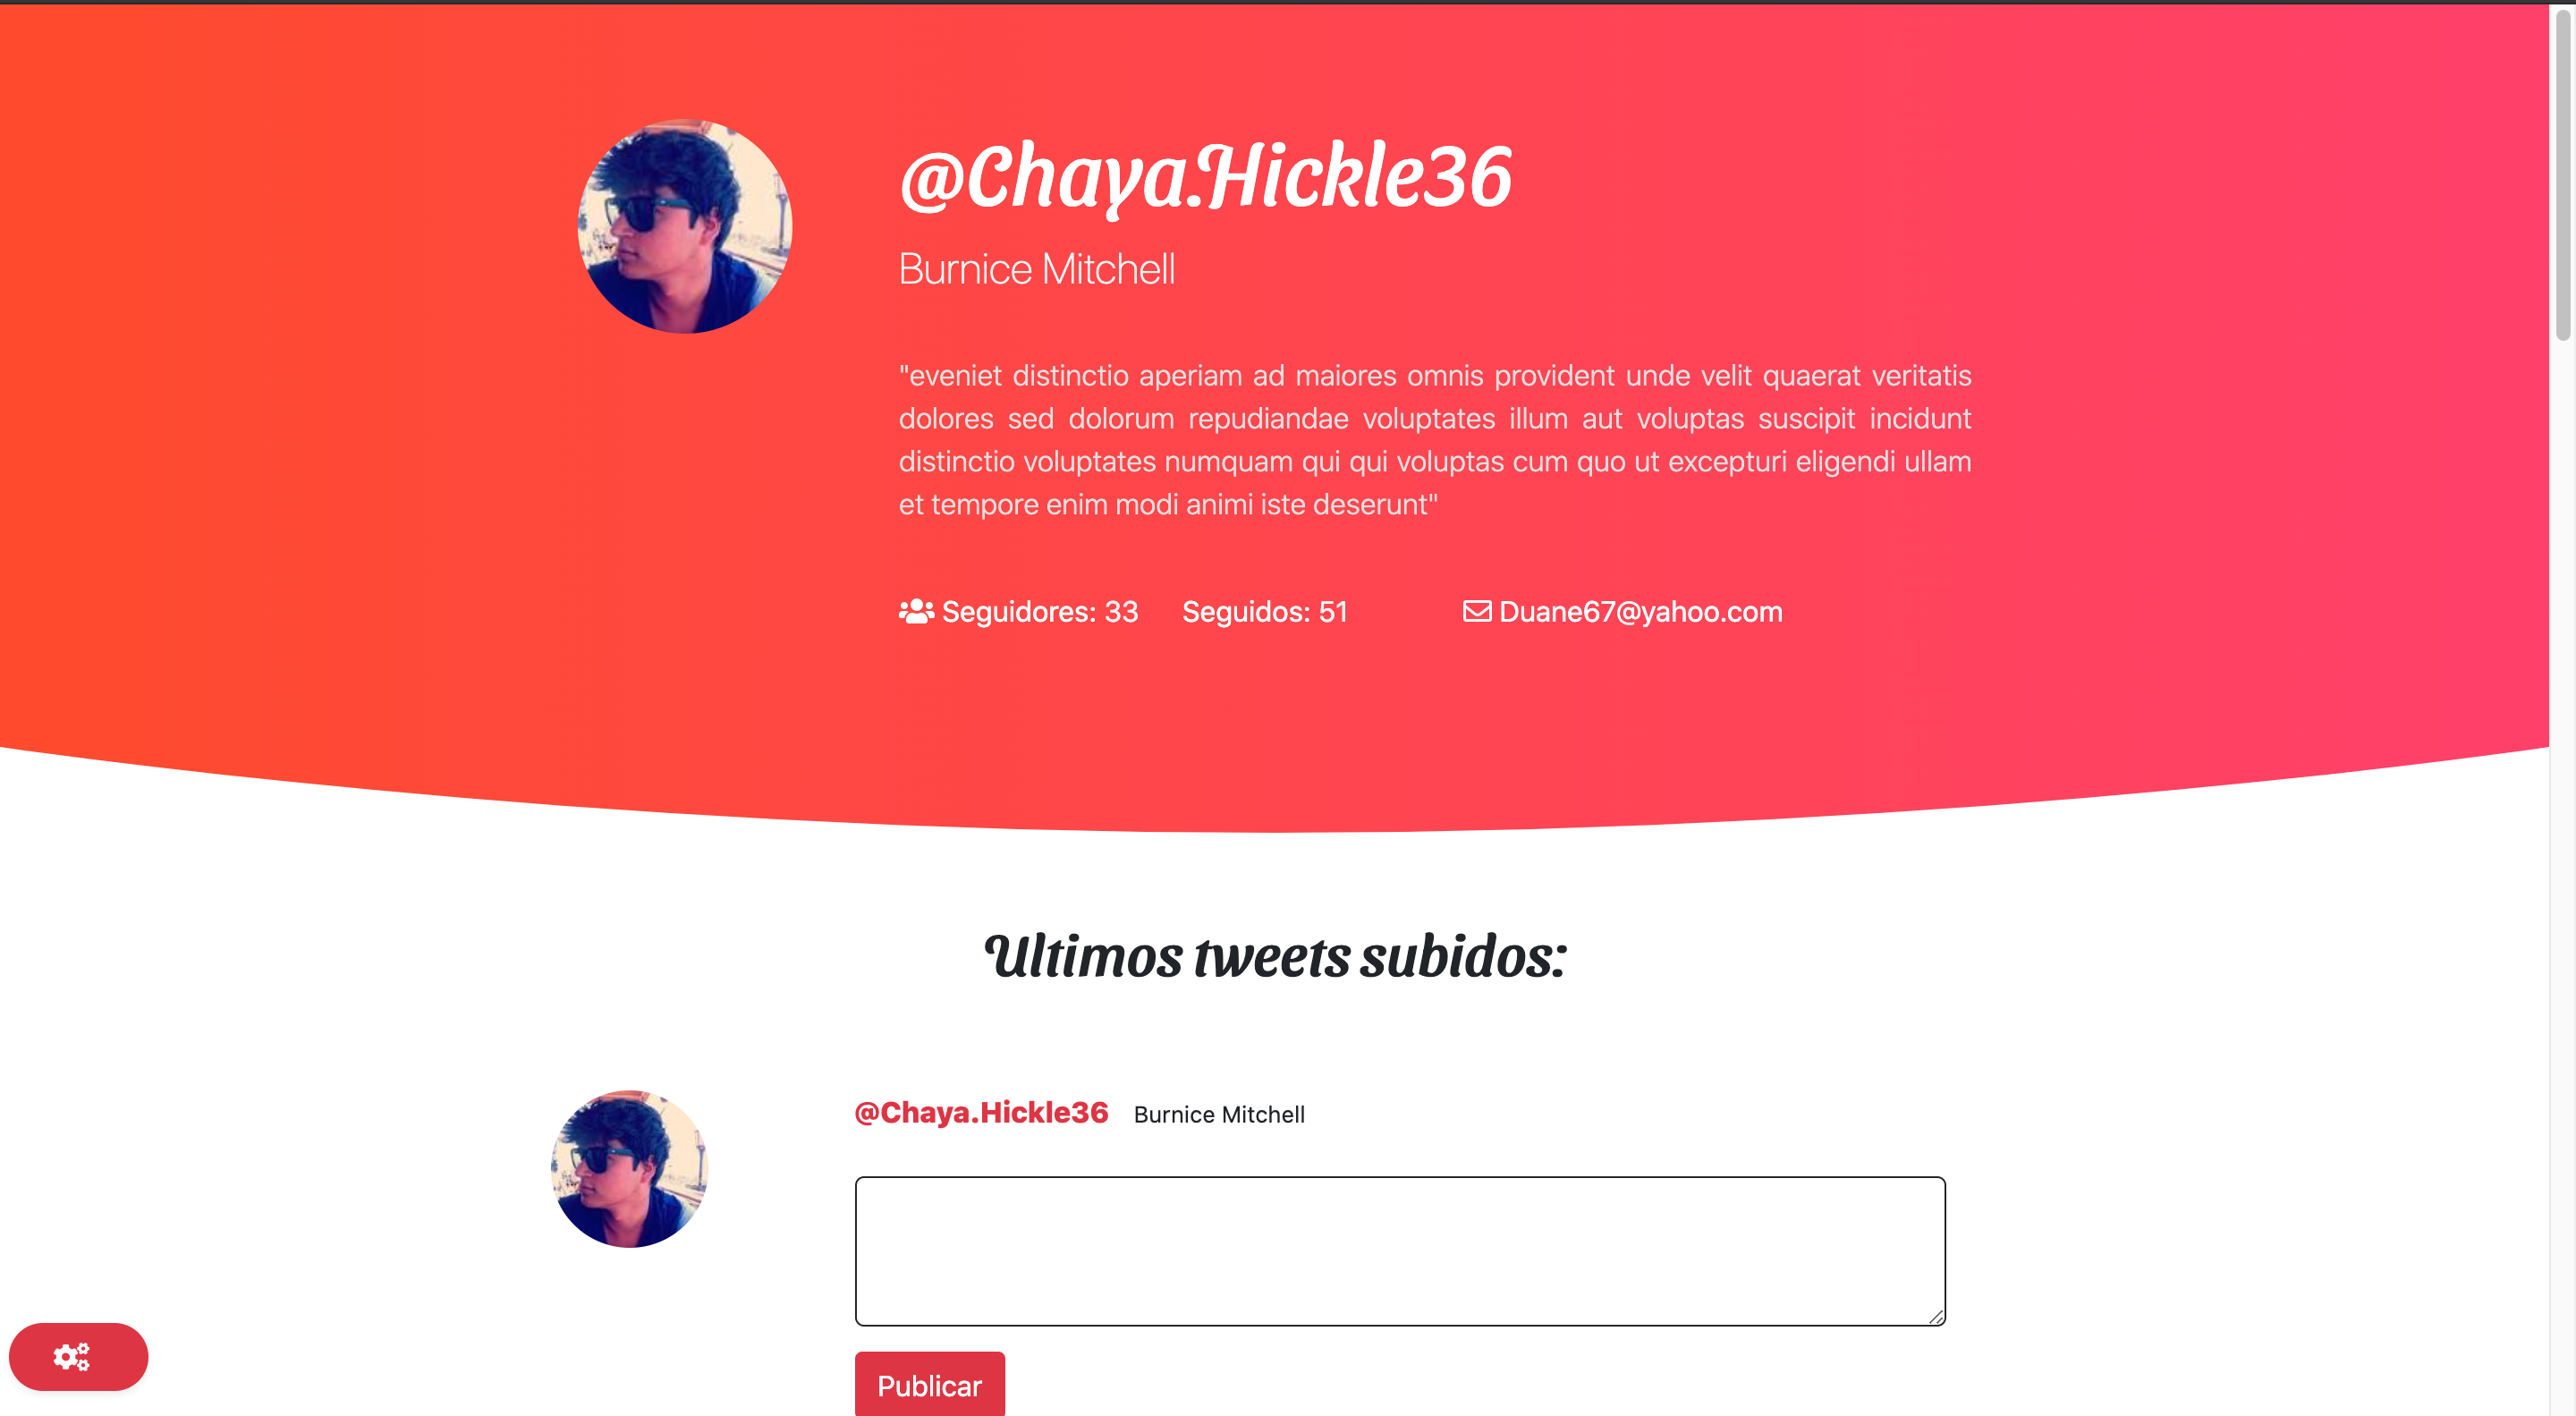 @Chaya.Hickle36
Burnice Mitchell
"eveniet distinctio aperiam ad maiores omnis provident unde velit quaerat veritatis
dolores sed dolorum repudiandae voluptates illum aut voluptas suscipit incidunt
distinctio voluptates numquam qui qui voluptas cum quo ut excepturi eligendi ullam
et tempore enim modi animi iste deserunt"
Seguidores: 33 Seguidos: 51 Duane67@yahoo.com
Ultimos tweets subidos:
@Chaya.Hickle36 Burnice Mitchell
Publicar